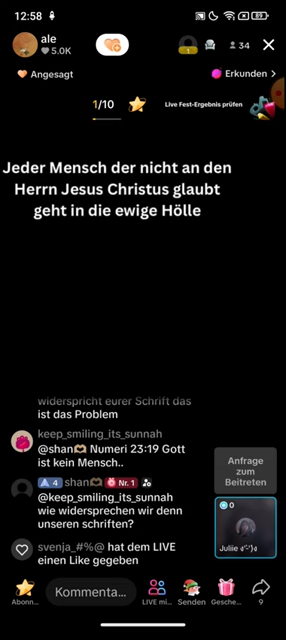 12:58
89
ale
5.0K
1
34
Angesagt
Erkunden >
1/10
Live Fest-Ergebnis prüfen
Jeder Mensch der nicht an den
Herrn Jesus Christus glaubt
geht in die ewige Hölle
widerspricht eurer Schrift das
ist das Problem
keep_smiling_its_sunnah
@shan🫶🏽 Numeri 23:19 Gott
ist kein Mensch..
4 shan🫶🏽 Nr. 1
@keep_smiling_its_sunnah
wie widersprechen wir denn
unseren schriften?
svenja_#%@ hat dem LIVE
einen Like gegeben
Anfrage
zum
Beitreten
0
Abonn...
Kommenta...
LIVE mi...
Senden
Gesche...
9